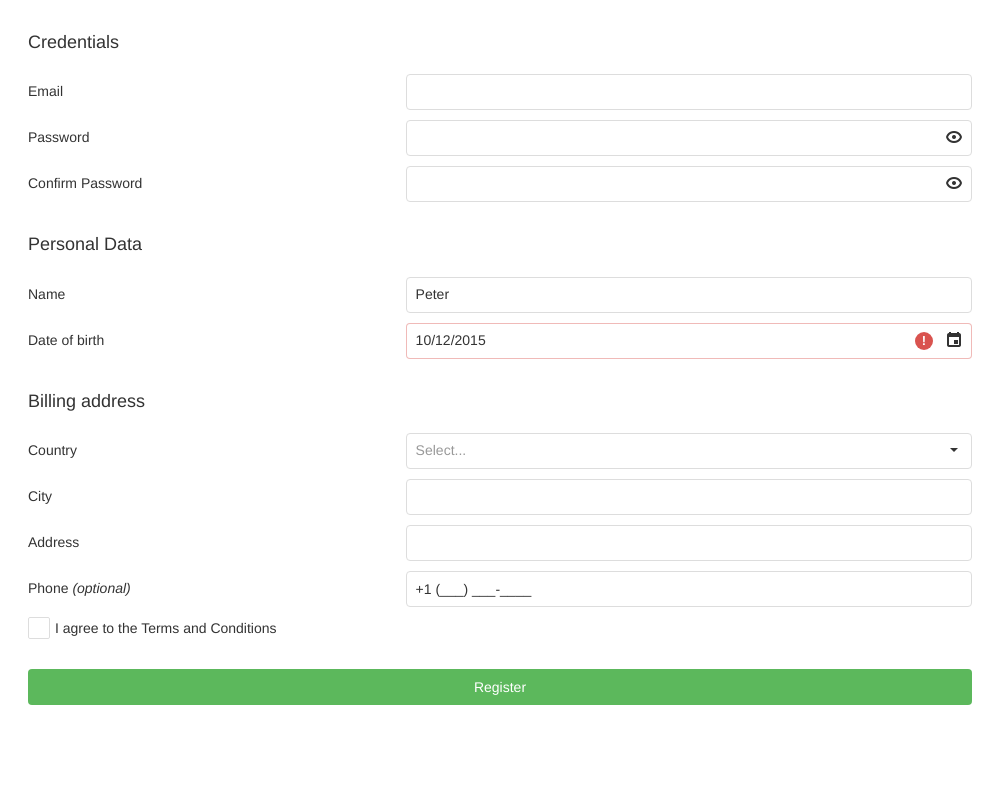 Credentials
Email
Password
Confirm Password
Personal Data
Name Peter
Date of birth 10/12/2015 !
Billing address
Country Select...
City
Address
Phone (optional) +1 (___) ___-____
I agree to the Terms and Conditions
Register